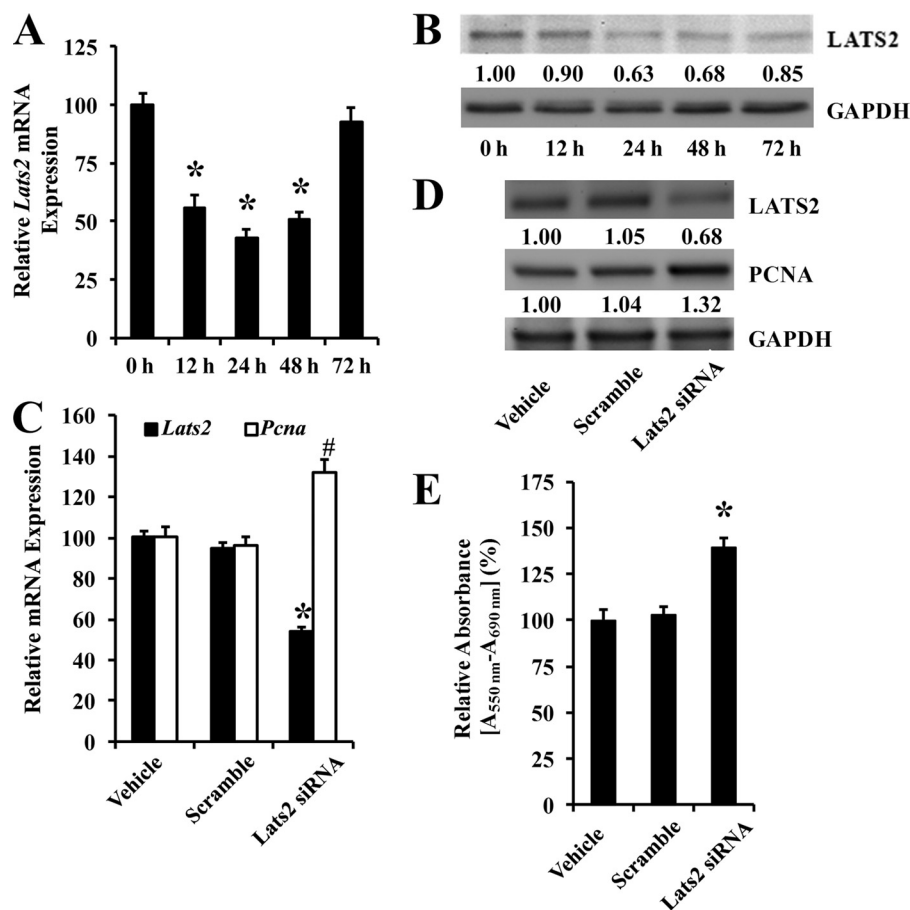 A
Relative Lats2 mRNA
Expression
125
100
75
50
25
0
*
*
*
0 h 12 h 24 h 48 h 72 h
B
LATS2
1.00 0.90 0.63 0.68 0.85
GAPDH
0 h 12 h 24 h 48 h 72 h
D
LATS2
1.00 1.05 0.68
PCNA
1.00 1.04 1.32
GAPDH
Vehicle
Scramble
Lats2 siRNA
C
Relative mRNA Expression
160
140
120
100
80
60
40
20
0
Lats2 Pcna
#
*
Vehicle
Scramble
Lats2 siRNA
E
Relative Absorbance
[A550 nm-A690 nm] (%)
175
150
125
100
75
50
25
0
*
Vehicle
Scramble
Lats2 siRNA